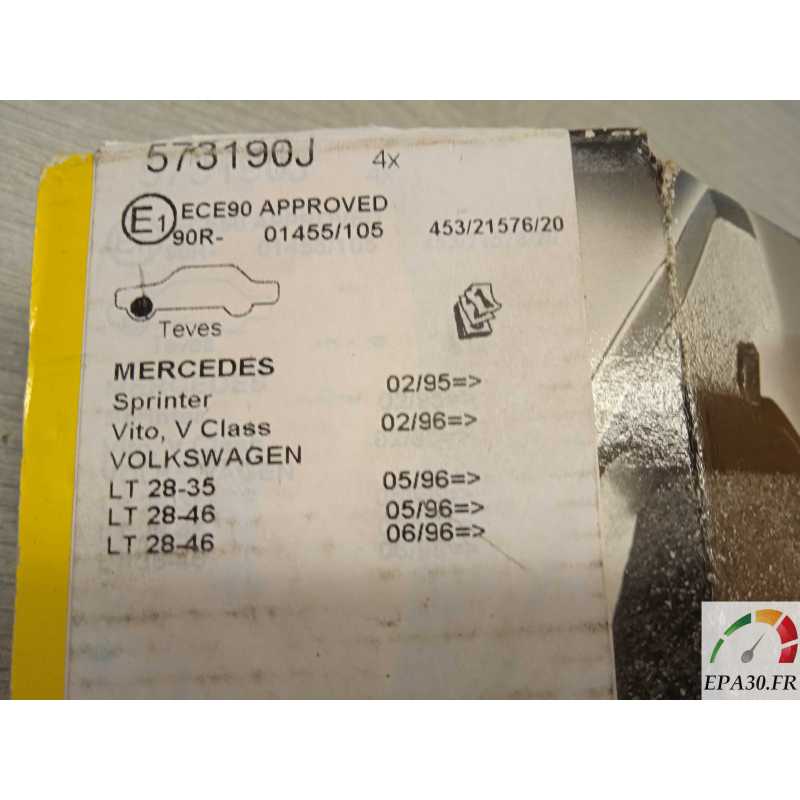 573190J 4x
E1 ECE90 APPROVED
90R- 01455/105 453/21576/20
Teves
MERCEDES
Sprinter 02/95=>
Vito, V Class 02/96=>
VOLKSWAGEN
LT 28-35 05/96=>
LT 28-46 05/96=>
LT 28-46 06/96=>
EPA30.FR